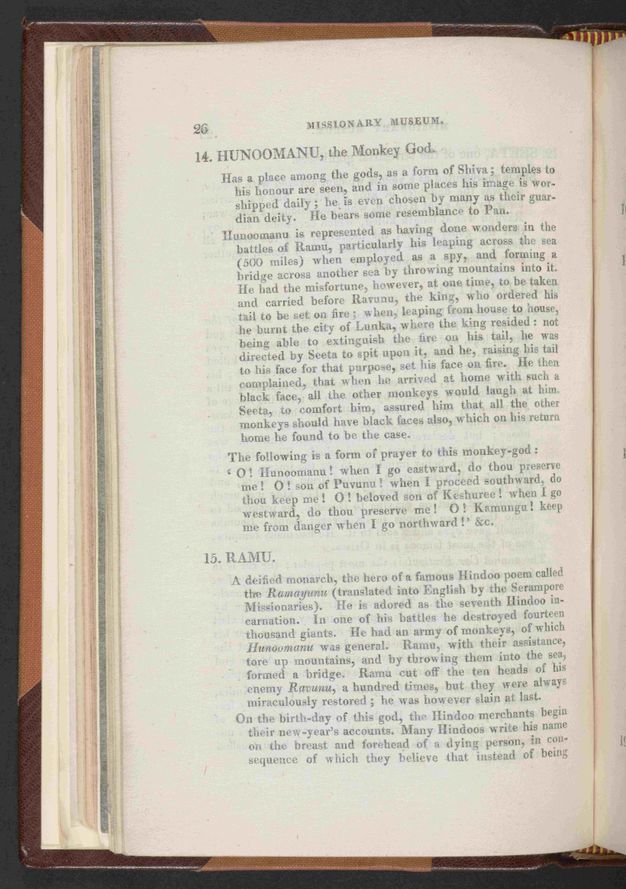 26 MISSIONARY MUSEUM.
14. HUNOOMANU, the Monkey God.
Has a place among the gods, as a form of Shiva; temples to
his honour are seen, and in some places his image is wor-
shipped daily; he is even chosen by many as their guar-
dian deity. He bears some resemblance to Pan.
Hunoomanu is represented as having done wonders in the
battles of Ramu, particularly his leaping across the sea
(500 miles) when employed as a spy, and forming a
bridge across another sea by throwing mountains into it.
He had the misfortune, however, at one time, to be taken
and carried before Ravunu, the king, who ordered his
tail to be set on fire; when, leaping from house to house,
he burnt the city of Lunka, where the king resided: not
being able to extinguish the fire on his tail, he was
directed by Seeta to spit upon it, and he, raising his tail
to his face for that purpose, set his face on fire. He then
complained, that when he arrived at home with such a
black face, all the other monkeys would laugh at him.
Seeta, to comfort him, assured him that all the other
monkeys should have black faces also, which on his return
home he found to be the case.
The following is a form of prayer to this monkey-god:
‘O! Hunoomanu! when I go eastward, do thou preserve
me! O! son of Puvunu! when I proceed southward, do
thou keep me! O! beloved son of Keshuree! when I go
westward, do thou preserve me! O! Kamungu! keep
me from danger when I go northward!’ &c.
15. RAMU.
A deified monarch, the hero of a famous Hindoo poem called
the Ramayunu (translated into English by the Serampore
Missionaries). He is adored as the seventh Hindoo in-
carnation. In one of his battles he destroyed fourteen
thousand giants. He had an army of monkeys, of which
Hunoomanu was general. Ramu, with their assistance,
tore up mountains, and by throwing them into the sea,
formed a bridge. Ramu cut off the ten heads of his
enemy Ravunu, a hundred times, but they were always
miraculously restored; he was however slain at last.
On the birth-day of this god, the Hindoo merchants begin
their new-year's accounts. Many Hindoos write his name
on the breast and forehead of a dying person, in con-
sequence of which they believe that instead of being